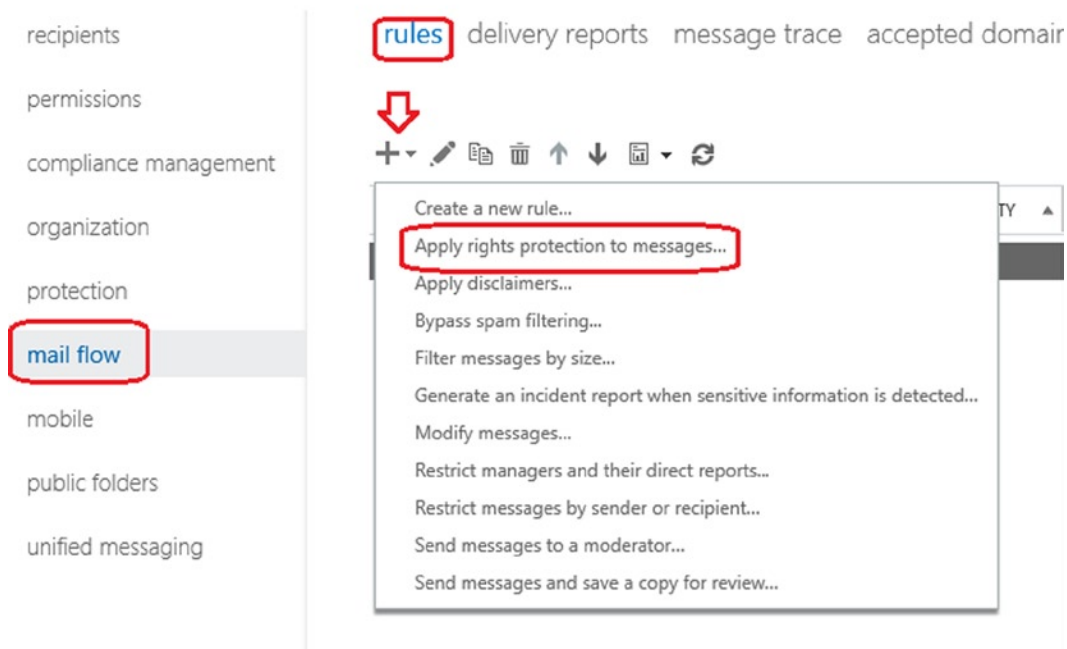 recipients
permissions
compliance management
organization
protection
mail flow
mobile
public folders
unified messaging
rules delivery reports message trace accepted domair
TY
Create a new rule...
Apply rights protection to messages...
Apply disclaimers...
Bypass spam filtering...
Filter messages by size...
Generate an incident report when sensitive information is detected...
Modify messages...
Restrict managers and their direct reports...
Restrict messages by sender or recipient...
Send messages to a moderator...
Send messages and save a copy for review...